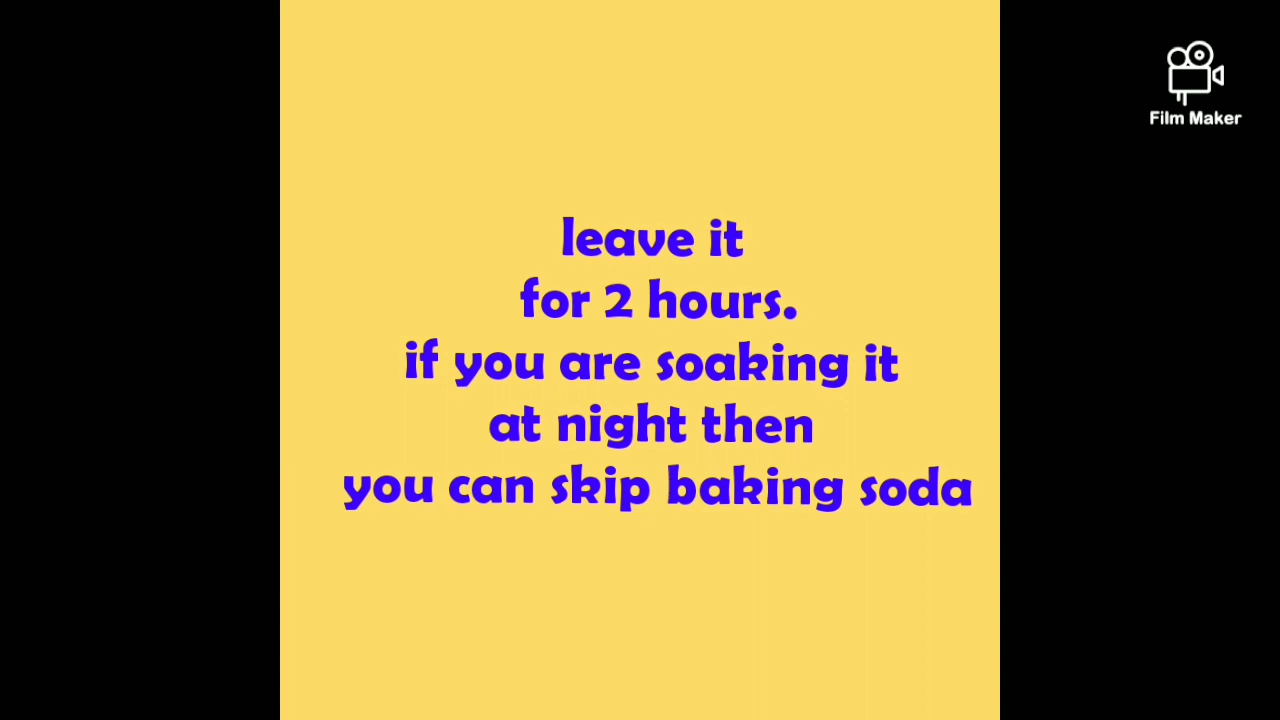 Film Maker
leave it
for 2 hours.
if you are soaking it
at night then
you can skip baking soda